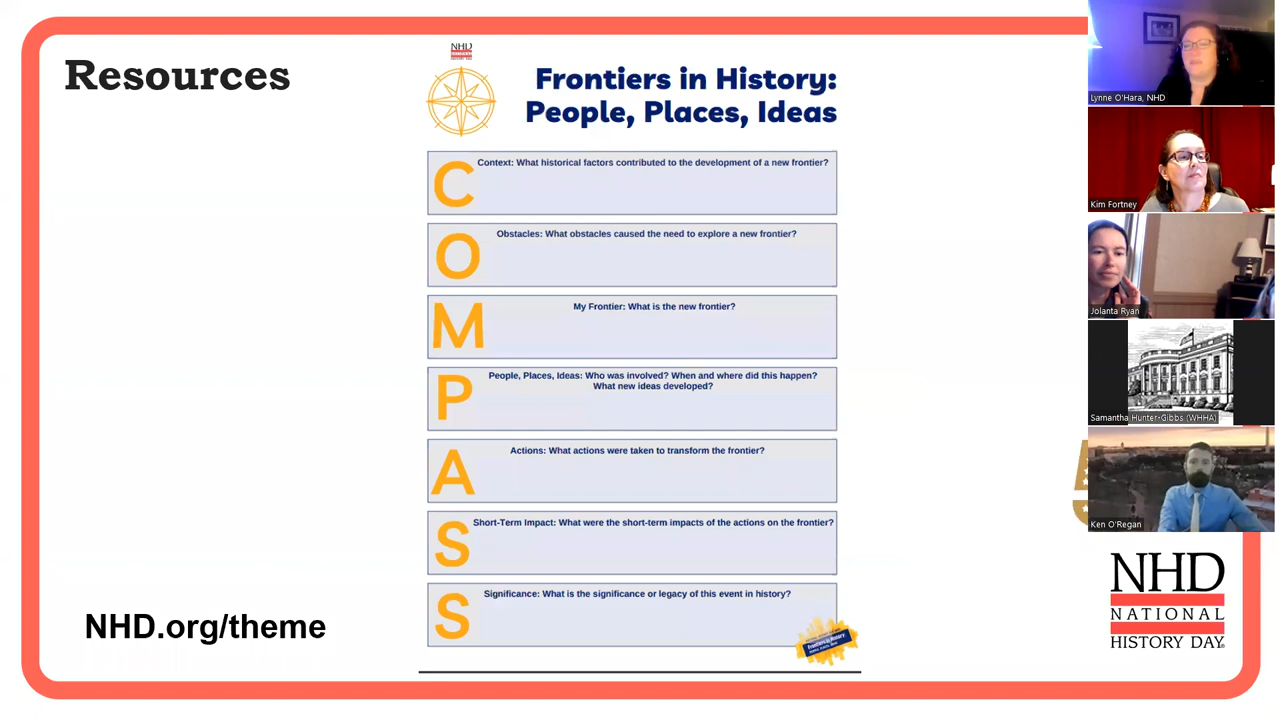 Resources
NHD
Frontiers in History:
People, Places, Ideas
C
Context: What historical factors contributed to the development of a new frontier?
O
Obstacles: What obstacles caused the need to explore a new frontier?
M
My Frontier: What is the new frontier?
P
People, Places, Ideas: Who was involved? When and where did this happen?
What new ideas developed?
A
Actions: What actions were taken to transform the frontier?
S
Short-Term Impact: What were the short-term impacts of the actions on the frontier?
S
Significance: What is the significance or legacy of this event in history?
Frontiers in History
NHD.org/theme
Lynne O'Hara, NHD
Kim Fortney
Jolanta Ryan
Samantha Hunter-Gibbs (WHHA)
Ken O'Regan
NHD
NATIONAL
HISTORY DAY